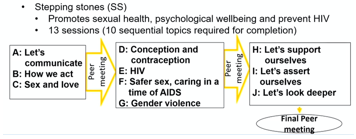 • Stepping stones (SS)
• Promotes sexual health, psychological wellbeing and prevent HIV
• 13 sessions (10 sequential topics required for completion)
A: Let's
communicate
B: How we act
C: Sex and love
Peer
meeting
D: Conception and
contraception
E: HIV
F: Safer sex, caring in a
time of AIDS
G: Gender violence
Peer
meeting
H: Let's support
ourselves
I: Let's assert
ourselves
J: Let's look deeper
Final Peer
meeting